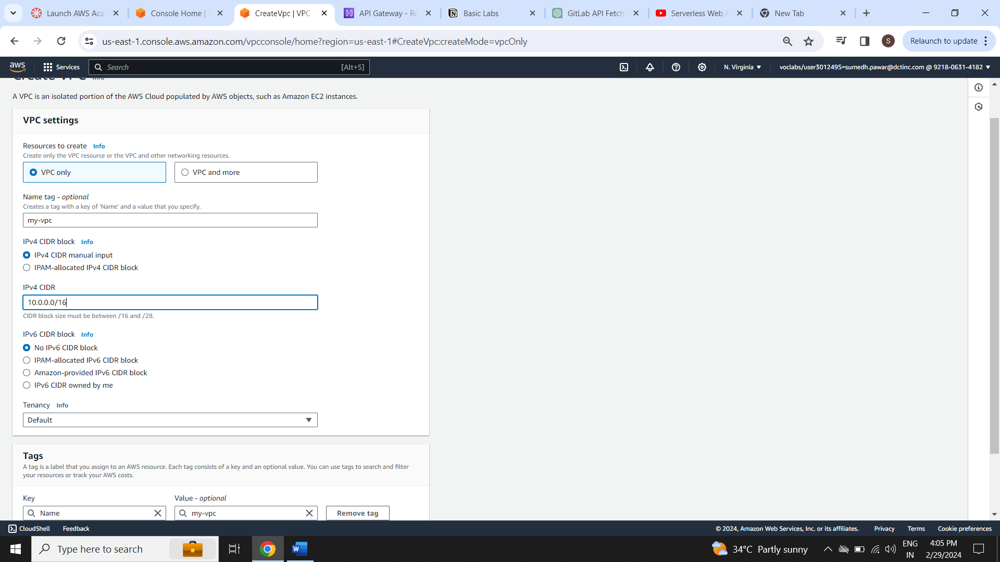 Launch AWS Aca
Console Home |
CreateVpc | VPC
API Gateway - Re
Basic Labs
GitLab API Fetch
Serverless Web A
New Tab
us-east-1.console.aws.amazon.com/vpcconsole/home?region=us-east-1#CreateVpc:createMode=vpcOnly
S
Relaunch to update
aws
Services
Search
[Alt+S]
N. Virginia
voclabs/user3012495=sumedh.pawar@dctinc.com @ 9218-0631-4182
Create VPC Info
A VPC is an isolated portion of the AWS Cloud populated by AWS objects, such as Amazon EC2 instances.
VPC settings
Resources to create Info
Create only the VPC resource or the VPC and other networking resources.
VPC only
VPC and more
Name tag - optional
Creates a tag with a key of 'Name' and a value that you specify.
my-vpc
IPv4 CIDR block Info
IPv4 CIDR manual input
IPAM-allocated IPv4 CIDR block
IPv4 CIDR
10.0.0.0/16
CIDR block size must be between /16 and /28.
IPv6 CIDR block Info
No IPv6 CIDR block
IPAM-allocated IPv6 CIDR block
Amazon-provided IPv6 CIDR block
IPv6 CIDR owned by me
Tenancy Info
Default
Tags
A tag is a label that you assign to an AWS resource. Each tag consists of a key and an optional value. You can use tags to search and filter
your resources or track your AWS costs.
Key
Value - optional
Name
my-vpc
Remove tag
CloudShell
Feedback
© 2024, Amazon Web Services, Inc. or its affiliates.
Privacy
Terms
Cookie preferences
Type here to search
34°C Partly sunny
ENG
IN
4:05 PM
2/29/2024